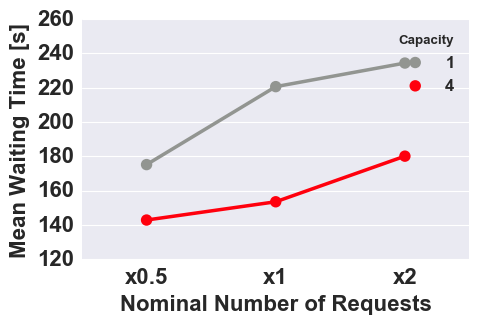 Mean Waiting Time [s]
260
240
220
200
180
160
140
120
Capacity
1
4
x0.5 x1 x2
Nominal Number of Requests